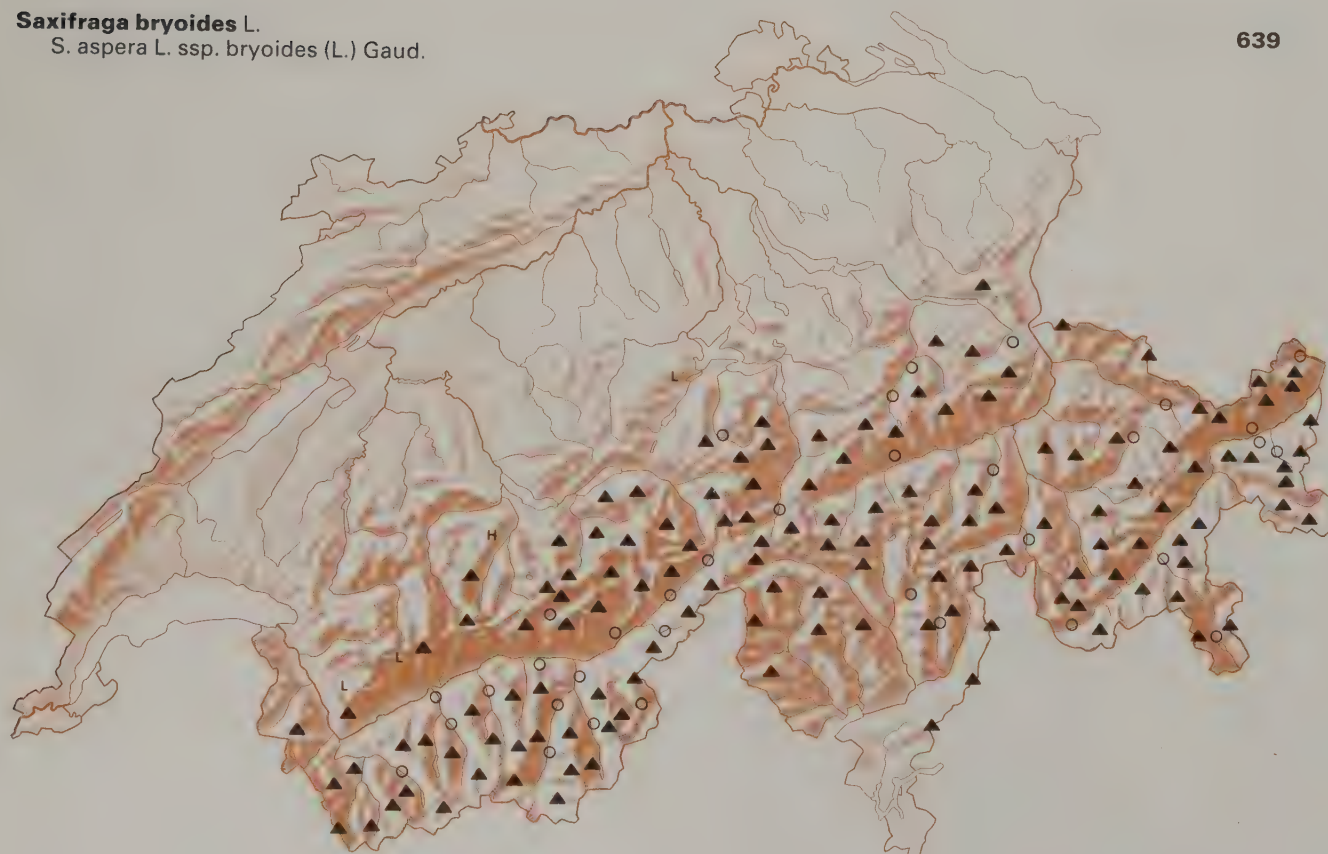 Saxifraga bryoides L.
S. aspera L. ssp. bryoides (L.) Gaud.
639
L
H
L
L